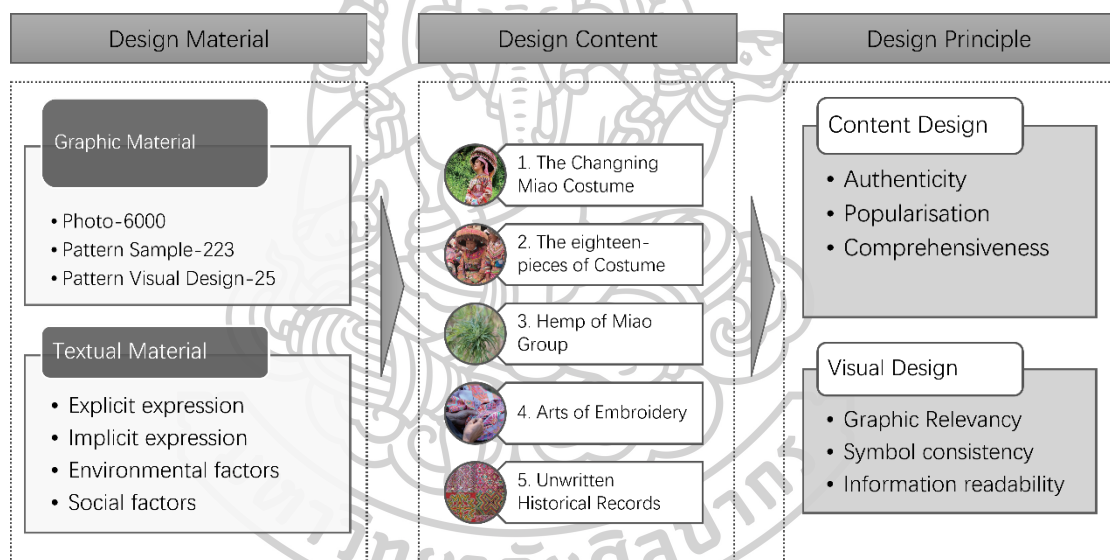 Design Material
Design Content
Design Principle
Graphic Material
• Photo-6000
• Pattern Sample-223
• Pattern Visual Design-25
Textual Material
• Explicit expression
• Implicit expression
• Environmental factors
• Social factors
1. The Changning
Miao Costume
2. The eighteen-
pieces of Costume
3. Hemp of Miao
Group
4. Arts of Embroidery
5. Unwritten
Historical Records
Content Design
• Authenticity
• Popularisation
• Comprehensiveness
Visual Design
• Graphic Relevancy
• Symbol consistency
• Information readability